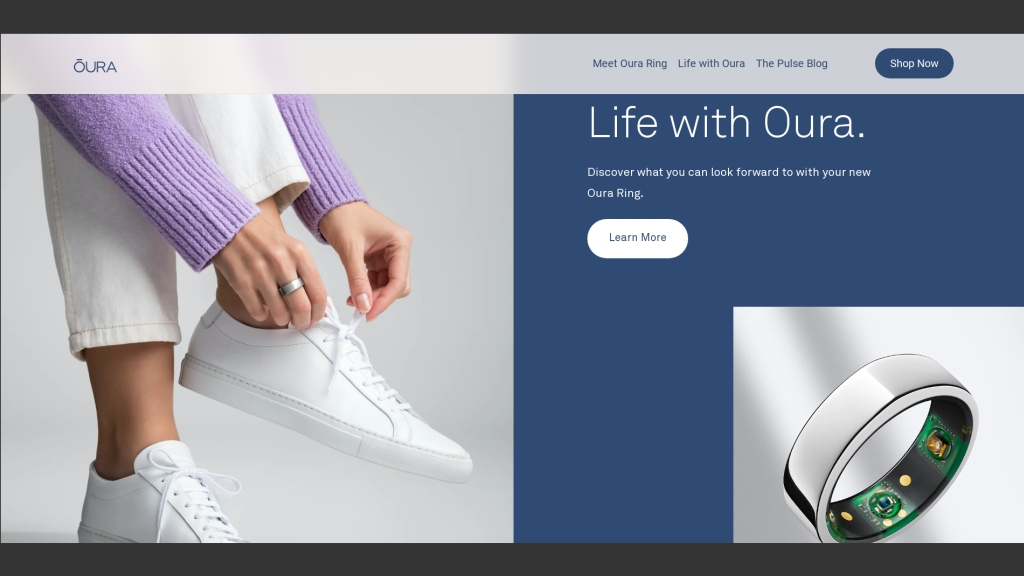 ŌURA
Meet Oura Ring Life with Oura The Pulse Blog Shop Now
Life with Oura.
Discover what you can look forward to with your new
Oura Ring.
Learn More